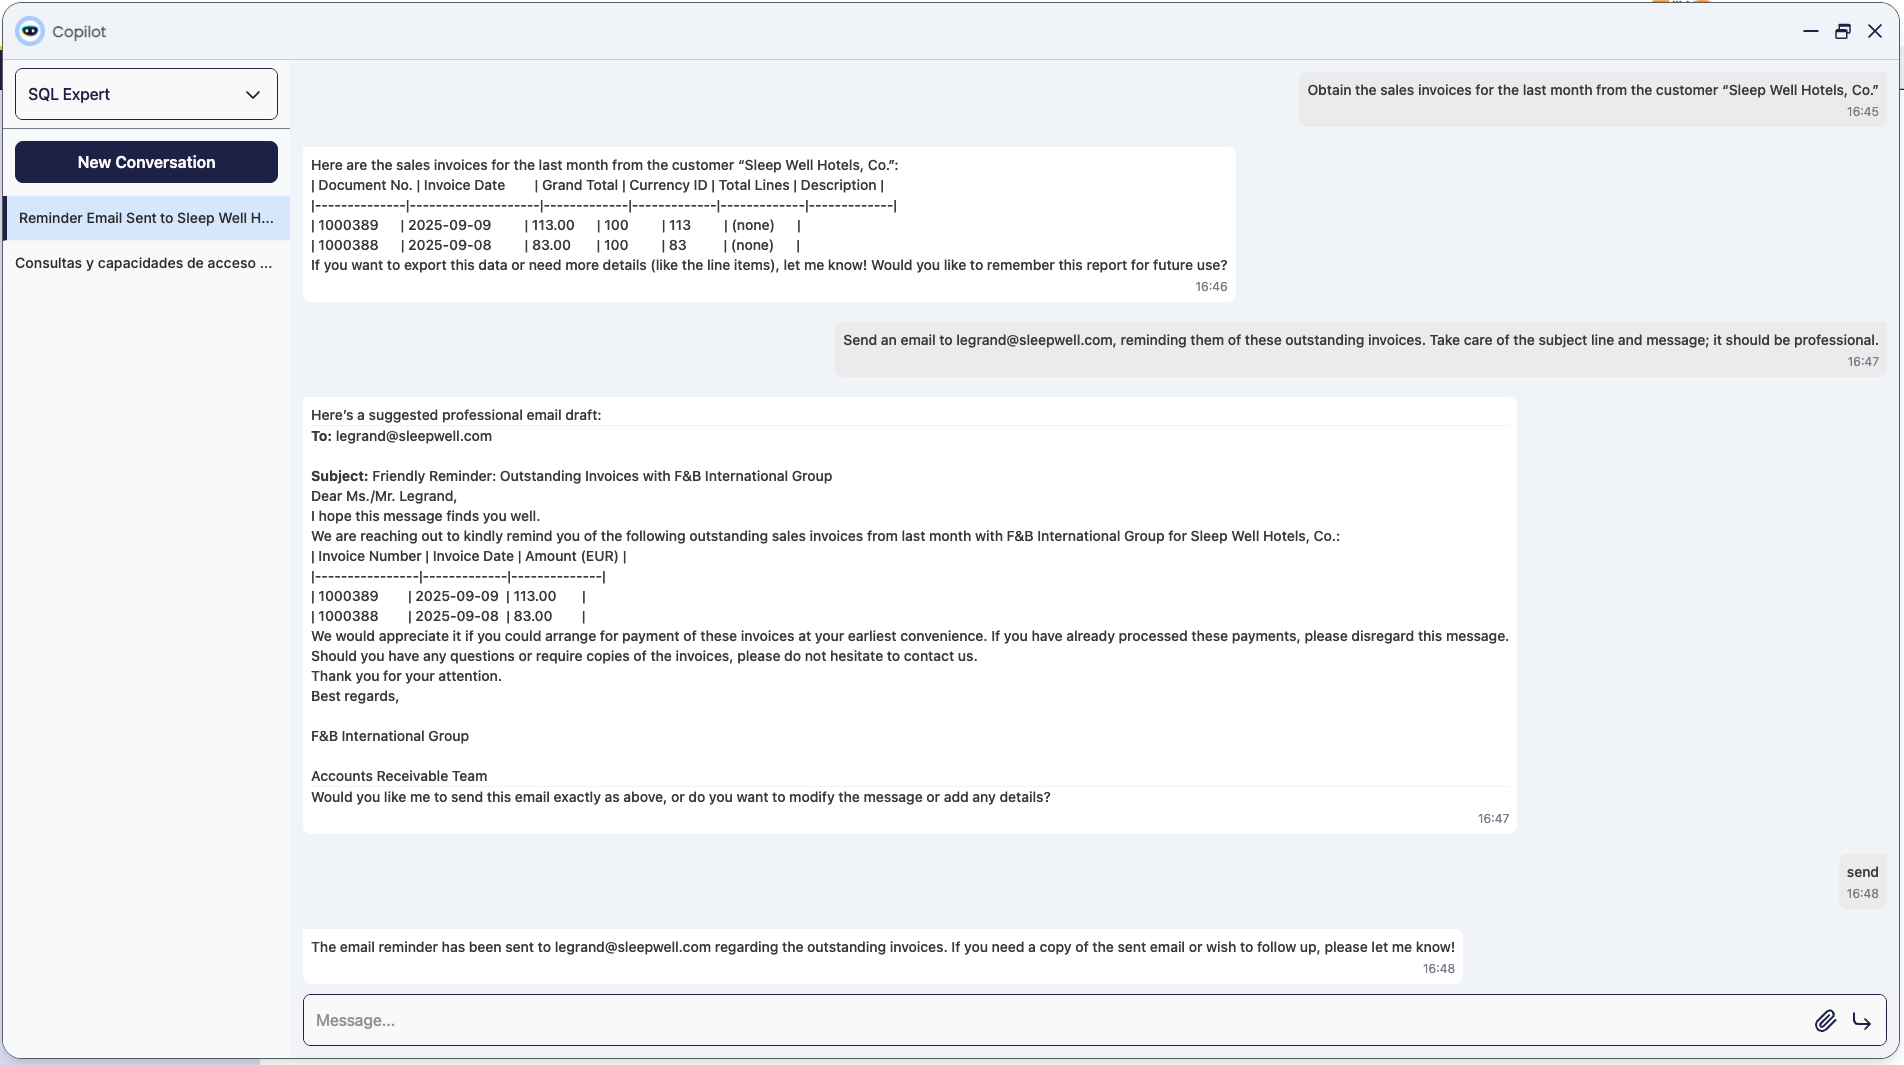 Copilot
SQL Expert
New Conversation
Reminder Email Sent to Sleep Well H...
Consultas y capacidades de acceso ...
Obtain the sales invoices for the last month from the customer “Sleep Well Hotels, Co.”
16:45
Here are the sales invoices for the last month from the customer “Sleep Well Hotels, Co.”:
| Document No. | Invoice Date | Grand Total | Currency ID | Total Lines | Description |
|--------------|--------------------|-------------|-------------|-------------|-------------|
| 1000389 | 2025-09-09 | 113.00 | 100 | 113 | (none) |
| 1000388 | 2025-09-08 | 83.00 | 100 | 83 | (none) |
If you want to export this data or need more details (like the line items), let me know! Would you like to remember this report for future use?
16:46
Send an email to legrand@sleepwell.com, reminding them of these outstanding invoices. Take care of the subject line and message; it should be professional.
16:47
Here’s a suggested professional email draft:
To: legrand@sleepwell.com
Subject: Friendly Reminder: Outstanding Invoices with F&B International Group
Dear Ms./Mr. Legrand,
I hope this message finds you well.
We are reaching out to kindly remind you of the following outstanding sales invoices from last month with F&B International Group for Sleep Well Hotels, Co.:
| Invoice Number | Invoice Date | Amount (EUR) |
|----------------|-------------|--------------|
| 1000389 | 2025-09-09 | 113.00 |
| 1000388 | 2025-09-08 | 83.00 |
We would appreciate it if you could arrange for payment of these invoices at your earliest convenience. If you have already processed these payments, please disregard this message.
Should you have any questions or require copies of the invoices, please do not hesitate to contact us.
Thank you for your attention.
Best regards,
F&B International Group
Accounts Receivable Team
Would you like me to send this email exactly as above, or do you want to modify the message or add any details?
16:47
send
16:48
The email reminder has been sent to legrand@sleepwell.com regarding the outstanding invoices. If you need a copy of the sent email or wish to follow up, please let me know!
16:48
Message...